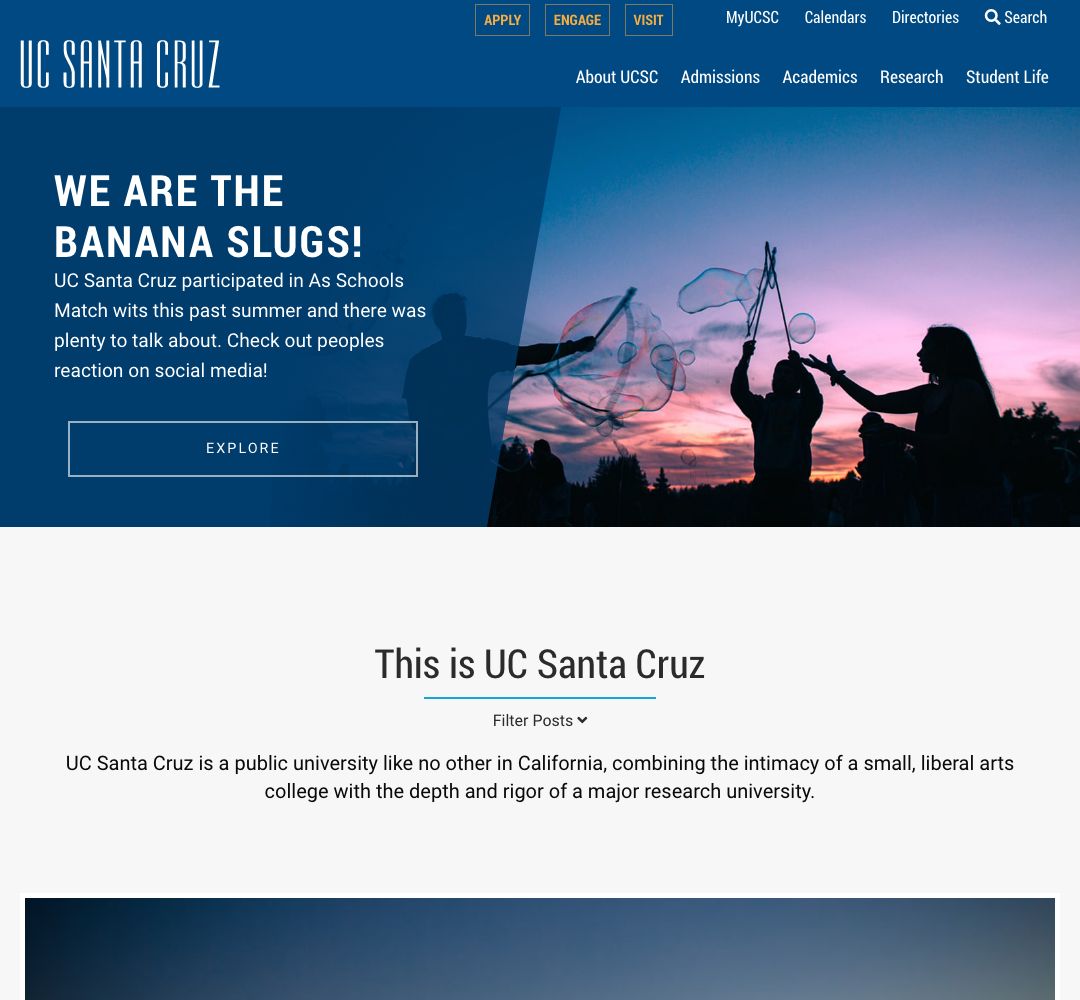 APPLY ENGAGE VISIT MyUCSC Calendars Directories Search
UC SANTA CRUZ
About UCSC Admissions Academics Research Student Life
WE ARE THE
BANANA SLUGS!
UC Santa Cruz participated in As Schools
Match wits this past summer and there was
plenty to talk about. Check out peoples
reaction on social media!
EXPLORE
This is UC Santa Cruz
Filter Posts
UC Santa Cruz is a public university like no other in California, combining the intimacy of a small, liberal arts
college with the depth and rigor of a major research university.